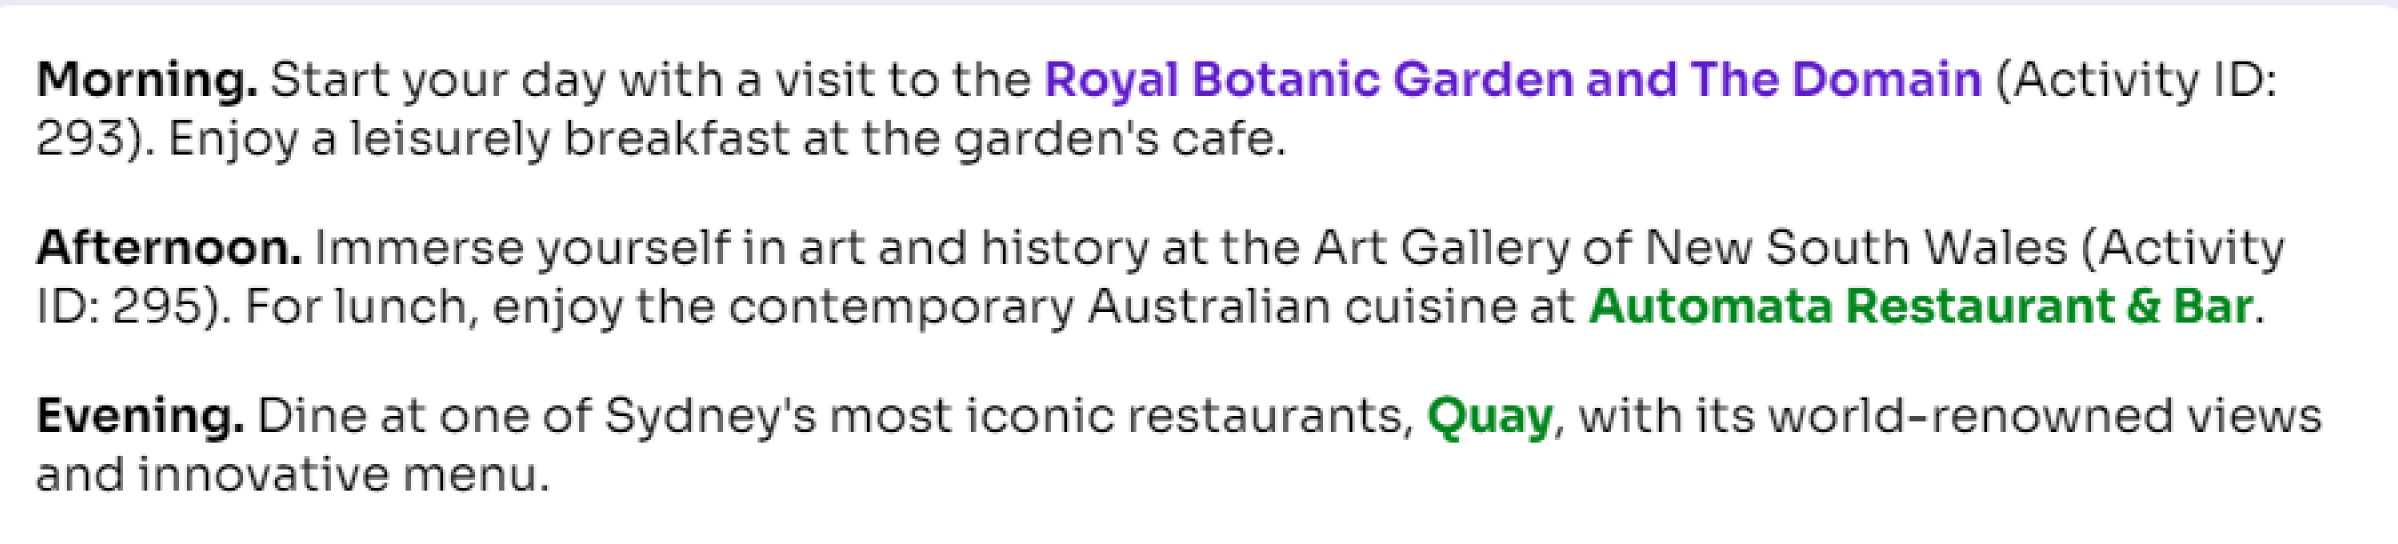 Morning. Start your day with a visit to the Royal Botanic Garden and The Domain (Activity ID:
293). Enjoy a leisurely breakfast at the garden's cafe.
Afternoon. Immerse yourself in art and history at the Art Gallery of New South Wales (Activity
ID: 295). For lunch, enjoy the contemporary Australian cuisine at Automata Restaurant & Bar.
Evening. Dine at one of Sydney's most iconic restaurants, Quay, with its world-renowned views
and innovative menu.